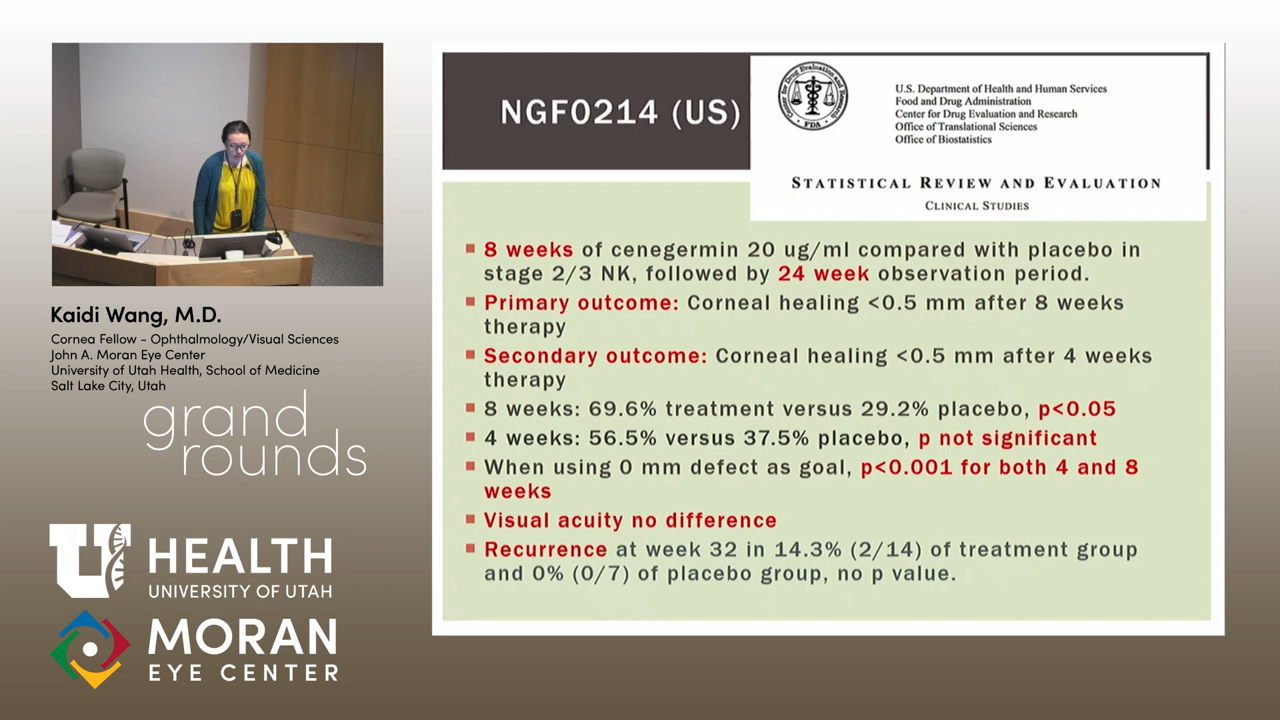 Kaidi Wang, M.D.
Cornea Fellow - Ophthalmology/Visual Sciences
John A. Moran Eye Center
University of Utah Health, School of Medicine
Salt Lake City, Utah
grand
rounds
U
HEALTH
UNIVERSITY OF UTAH
MORAN
EYE CENTER
NGF0214 (US)
Center for Drug Evaluation and Research
FDA
U.S. Department of Health and Human Services
Food and Drug Administration
Center for Drug Evaluation and Research
Office of Translational Sciences
Office of Biostatistics
STATISTICAL REVIEW AND EVALUATION
CLINICAL STUDIES
8 weeks of cenegermin 20 ug/ml compared with placebo in
stage 2/3 NK, followed by 24 week observation period.
Primary outcome: Corneal healing <0.5 mm after 8 weeks
therapy
Secondary outcome: Corneal healing <0.5 mm after 4 weeks
therapy
8 weeks: 69.6% treatment versus 29.2% placebo, p<0.05
4 weeks: 56.5% versus 37.5% placebo, p not significant
When using 0 mm defect as goal, p<0.001 for both 4 and 8
weeks
Visual acuity no difference
Recurrence at week 32 in 14.3% (2/14) of treatment group
and 0% (0/7) of placebo group, no p value.